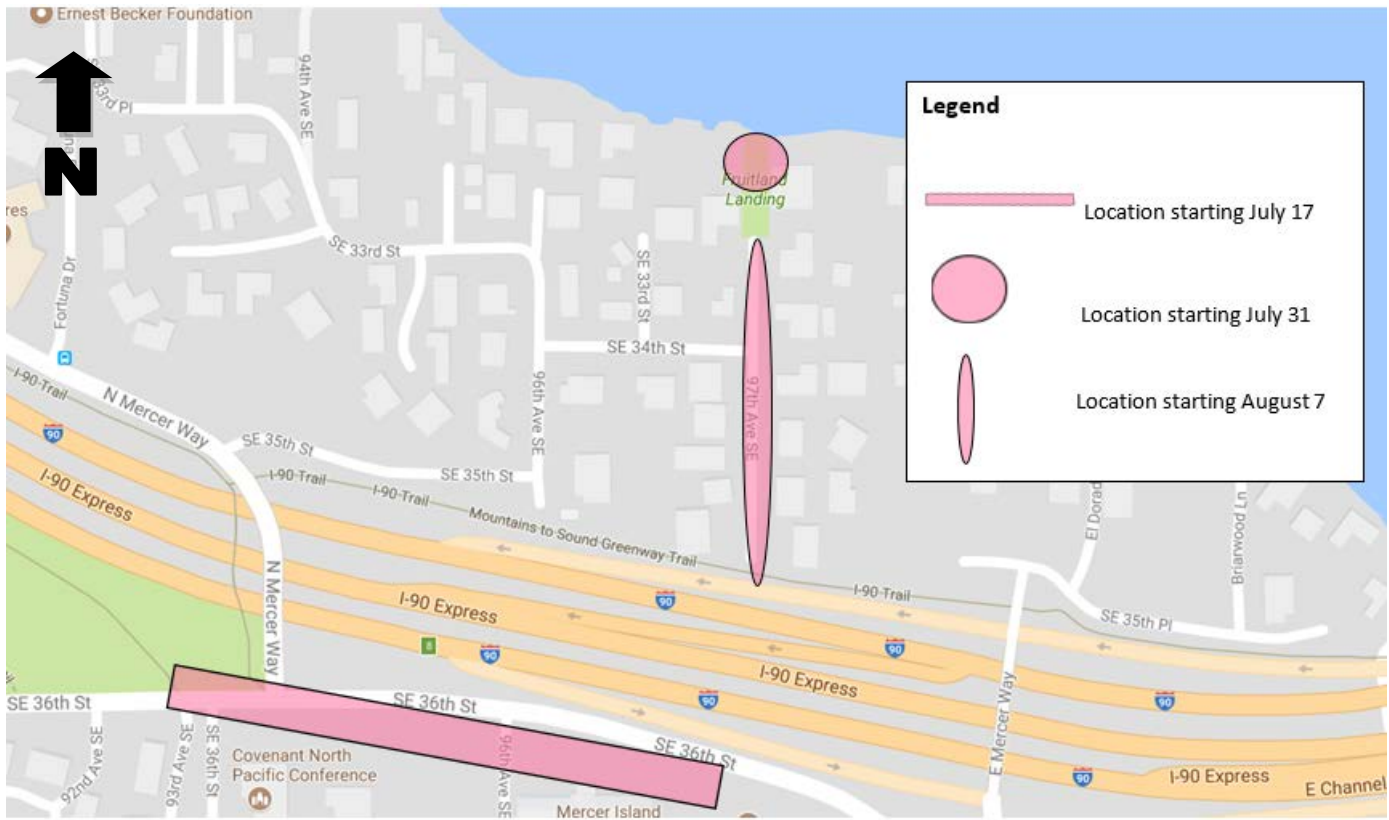 Ernest Becker Foundation
N
33rd Pl
94th Ave SE
Legend
Fruitland
Landing
Location starting July 17
res
SE 33rd St
SE 33rd St
Fortuna Dr
Location starting July 31
SE 34th St
I-90 Trail
N Mercer Way
96th Ave SE
97th Ave SE
Location starting August 7
90
SE 35th St
SE 35th St
I-90 Trail
I-90 Trail
I-90 Express
Mountains to Sound Greenway Trail
El Dorad
Briarwood Ln
N Mercer Way
I-90 Express
90
I-90 Trail
SE 35th Pl
8
90
90
I-90 Express
90
90
E Mercer Way
SE 36th St
SE 36th St
SE 36th St
92nd Ave SE
93rd Ave SE
SE 36th St
96th Ave SE
Covenant North
Pacific Conference
90
I-90 Express
E Channel
Mercer Island